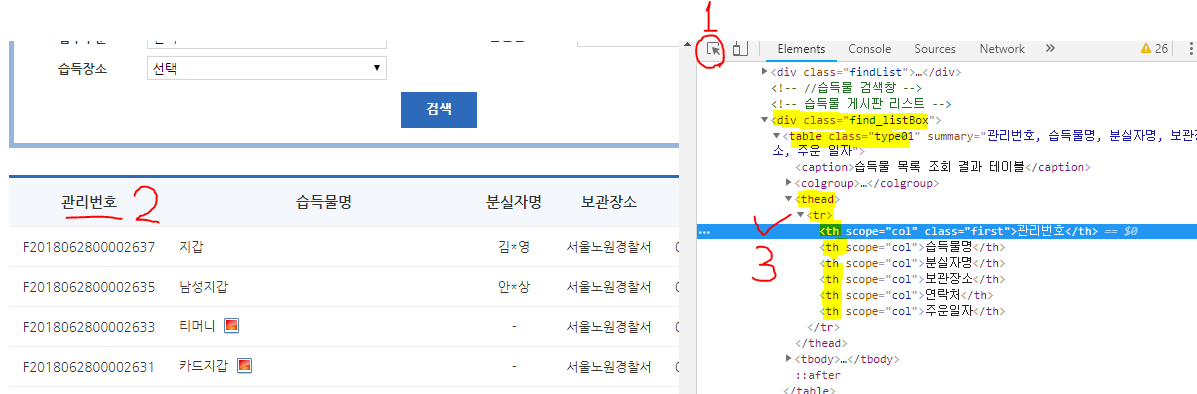 1
Elements Console Sources Network 26
습득장소 선택
검색
<div class="findList">…</div>
<!-- //습득물 검색창 -->
<!-- 습득물 게시판 리스트 -->
<div class="find_listBox">
<table class="type01" summary="관리번호, 습득물명, 분실자명, 보관장
소, 주운 일자">
<caption>습득물 목록 조회 결과 테이블</caption>
<colgroup>…</colgroup>
<thead>
<tr>
<th scope="col" class="first">관리번호</th> == $0
<th scope="col">습득물명</th>
<th scope="col">분실자명</th>
<th scope="col">보관장소</th>
<th scope="col">연락처</th>
<th scope="col">주운일자</th>
</tr>
</thead>
<tbody>…</tbody>
::after
</table>
관리번호 2 습득물명 분실자명 보관장소
F2018062800002637 지갑 김*영 서울노원경찰서
F2018062800002635 남성지갑 안*상 서울노원경찰서
F2018062800002633 티머니 - 서울노원경찰서
F2018062800002631 카드지갑 - 서울노원경찰서
3